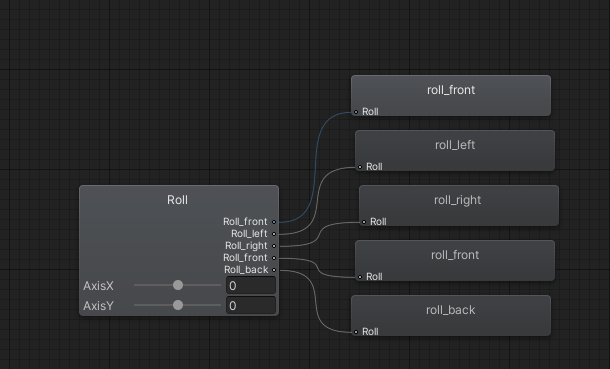 roll_front
Roll
roll_left
Roll
roll_right
Roll
roll_front
Roll
roll_back
Roll
Roll
Roll_front
Roll_left
Roll_right
Roll_front
Roll_back
AxisX 0
AxisY 0